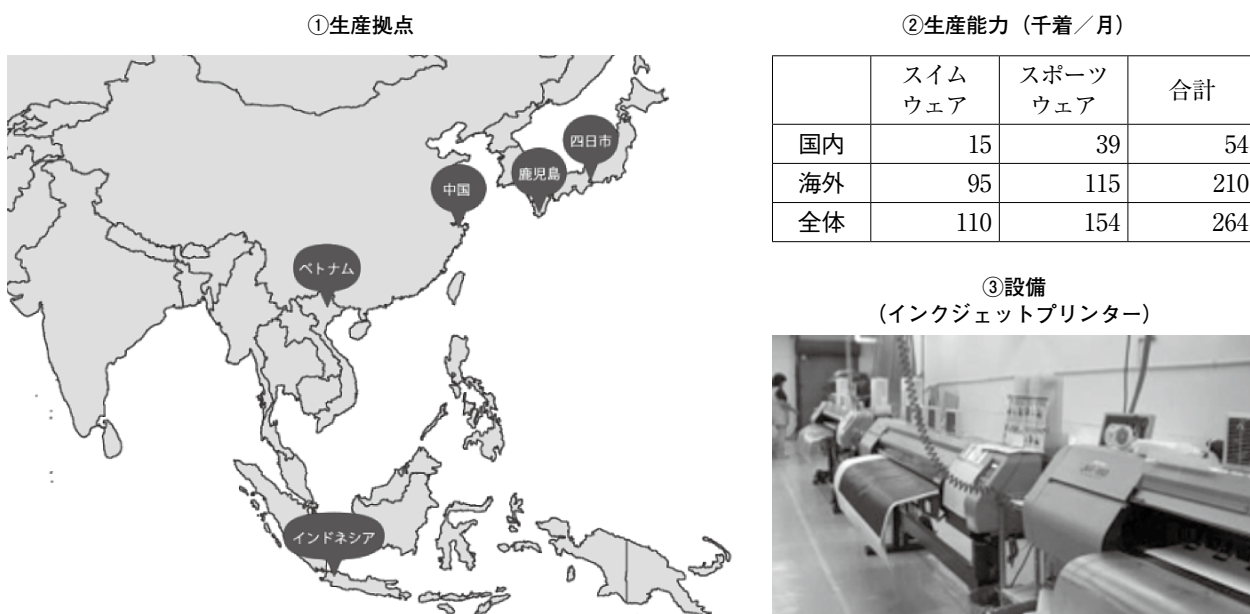 ①生産拠点
四日市
鹿児島
中国
ベトナム
インドネシア
②生産能力（千着／月）
スイム
ウェア
スポーツ
ウェア
合計
国内 15 39 54
海外 95 115 210
全体 110 154 264
③設備
（インクジェットプリンター）